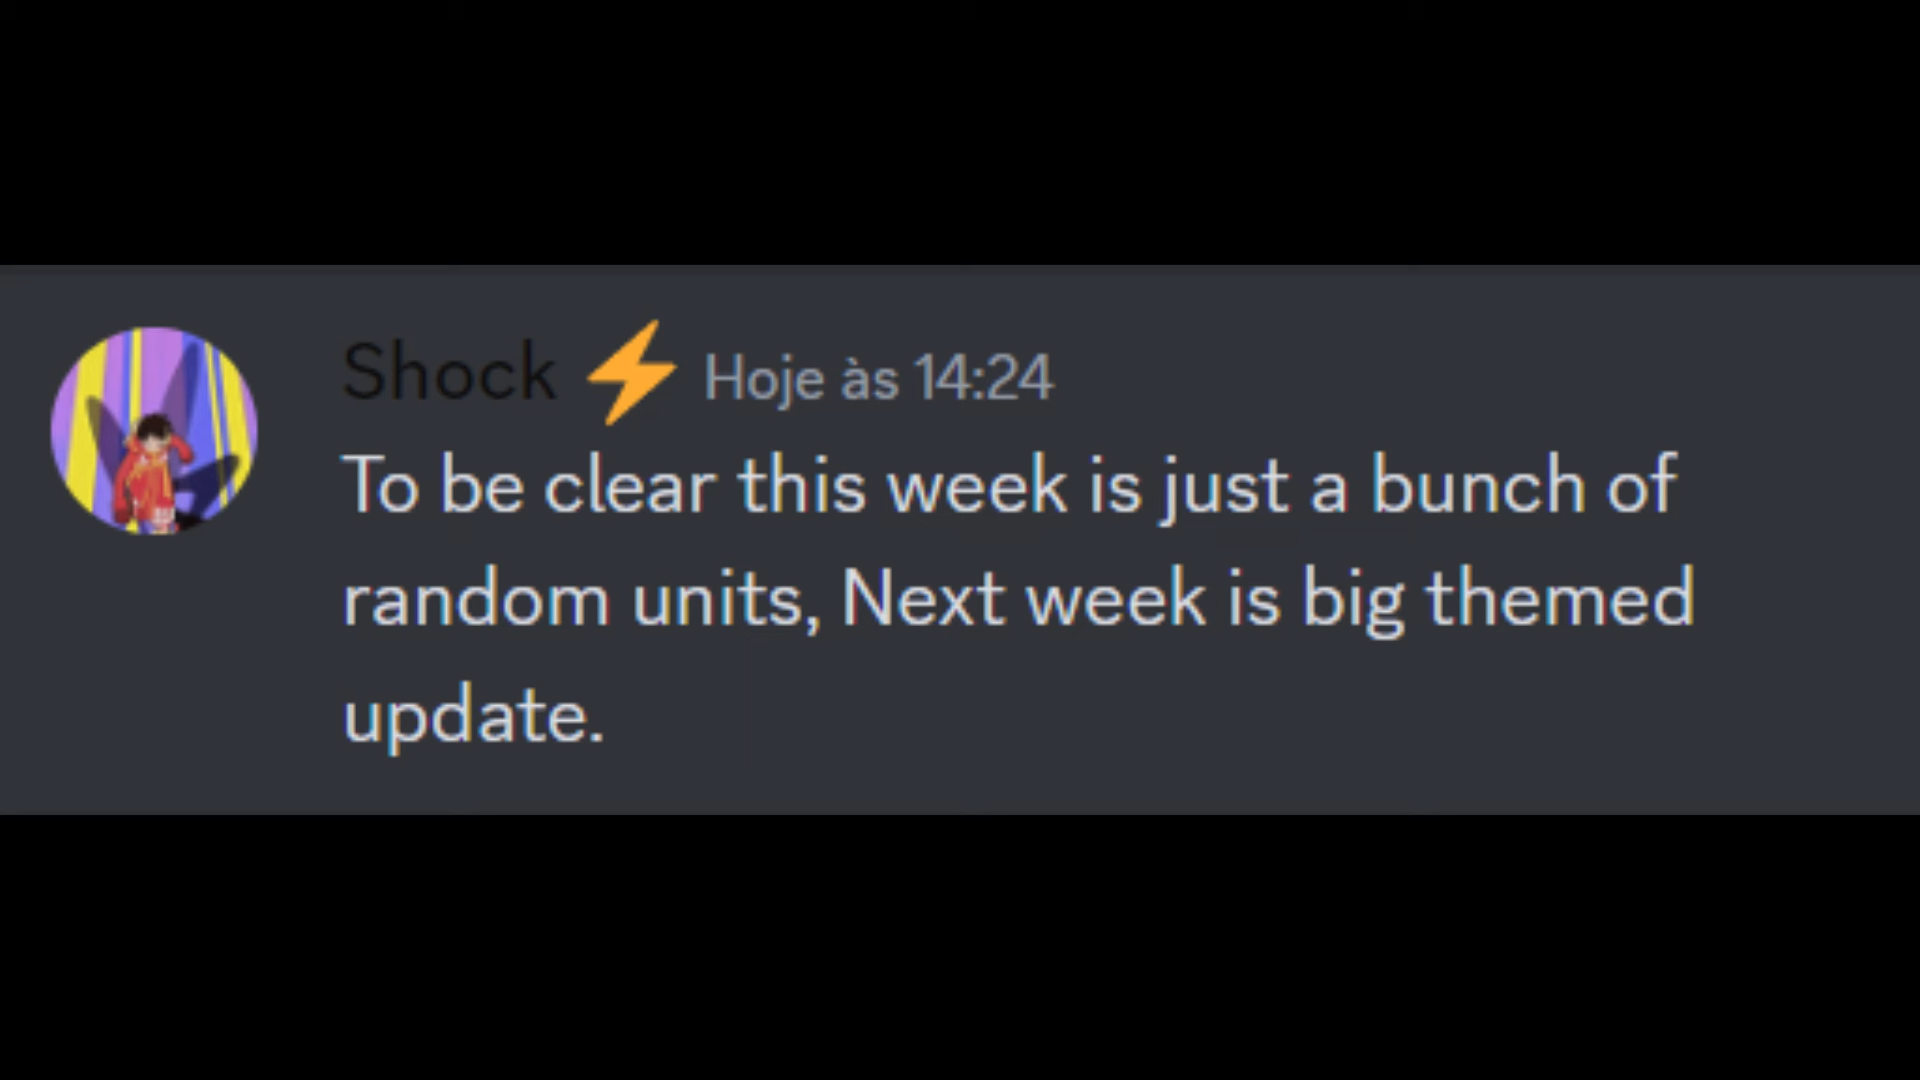 Shock ⚡ Hoje às 14:24
To be clear this week is just a bunch of
random units, Next week is big themed
update.